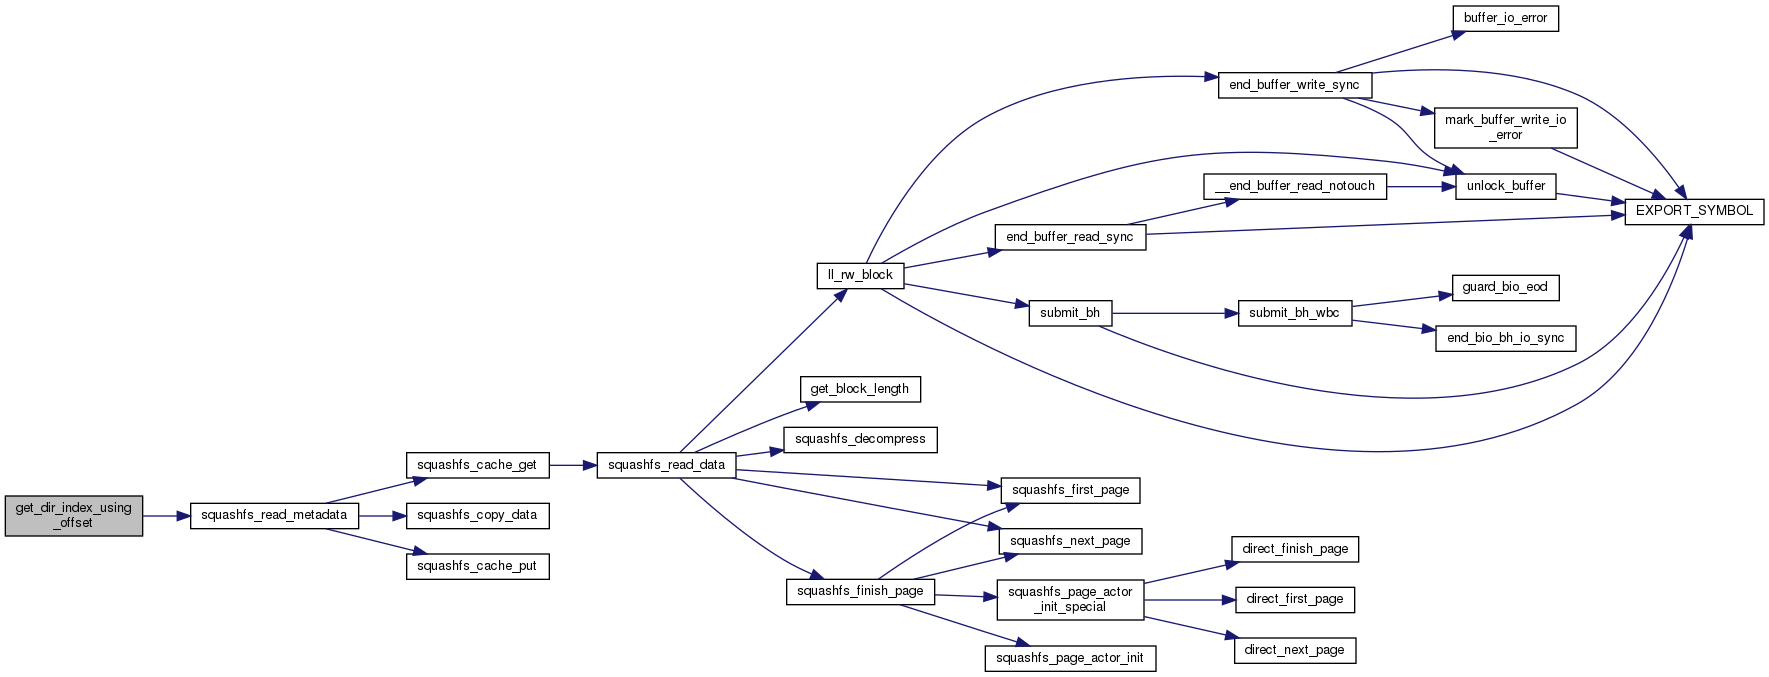 get_dir_index_using
_offset
squashfs_read_metadata
squashfs_cache_get
squashfs_copy_data
squashfs_cache_put
squashfs_read_data
ll_rw_block
get_block_length
squashfs_decompress
squashfs_finish_page
end_buffer_read_sync
submit_bh
squashfs_first_page
squashfs_next_page
squashfs_page_actor
_init_special
squashfs_page_actor_init
end_buffer_write_sync
__end_buffer_read_notouch
submit_bh_wbc
direct_finish_page
direct_first_page
direct_next_page
buffer_io_error
mark_buffer_write_io
_error
unlock_buffer
guard_bio_eod
end_bio_bh_io_sync
EXPORT_SYMBOL